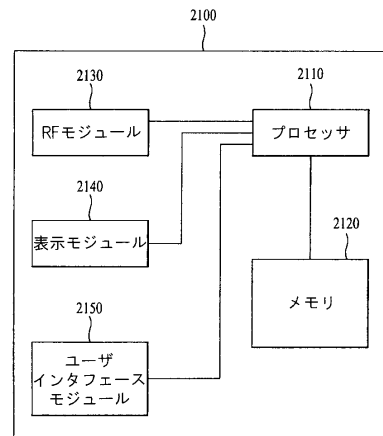 2100
2130
RFモジュール
2110
プロセッサ
2140
表示モジュール
2120
メモリ
2150
ユーザ
インタフェース
モジュール